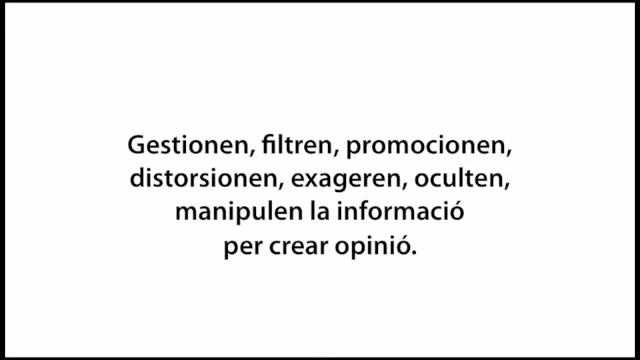 Gestionen, filtren, promocionen,
distorsionen, exageren, oculten,
manipulen la informació
per crear opinió.